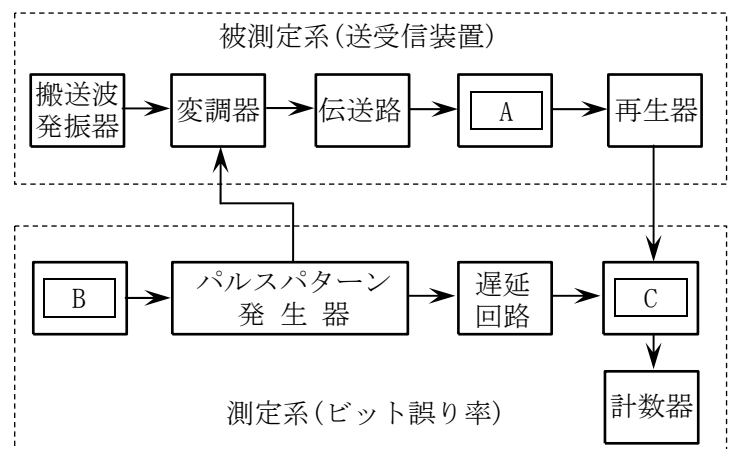 被測定系(送受信装置)
搬送波
発振器
変調器
伝送路
A
再生器
B
パルスパターン
発 生 器
遅延
回路
C
計数器
測定系(ビット誤り率)